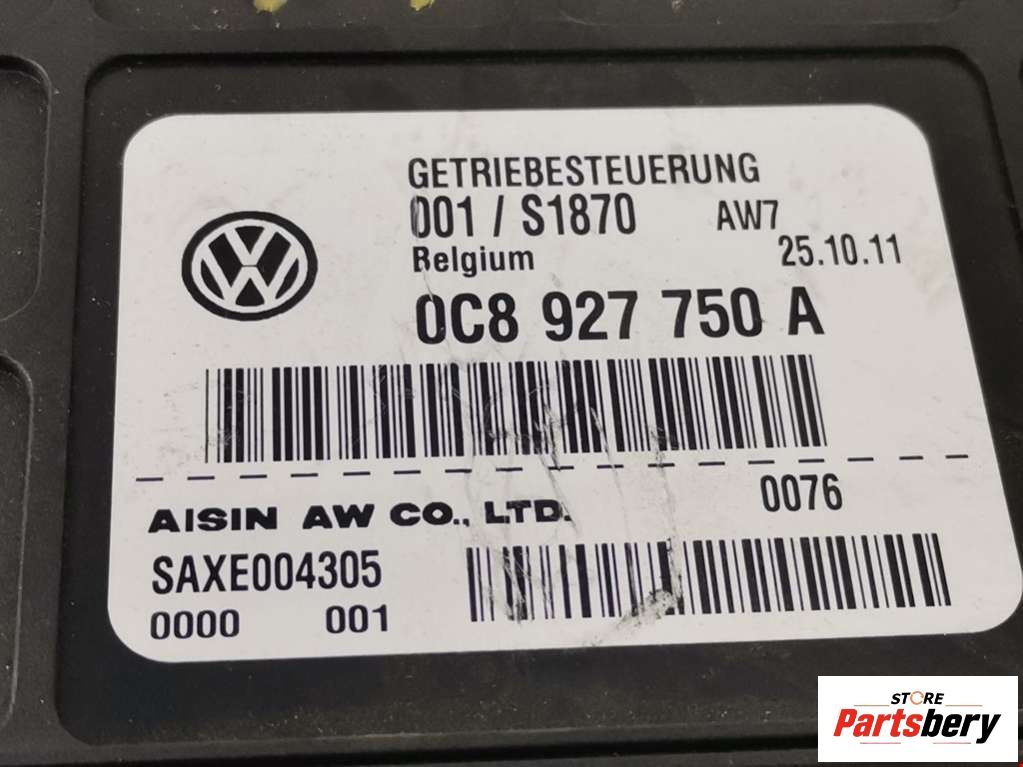 GETRIEBESTEUERUNG
001 / S1870 AW7
Belgium 25.10.11
0C8 927 750 A
0076
AISIN AW CO., LTD.
SAXE004305
0000 001
STORE
Partsbery